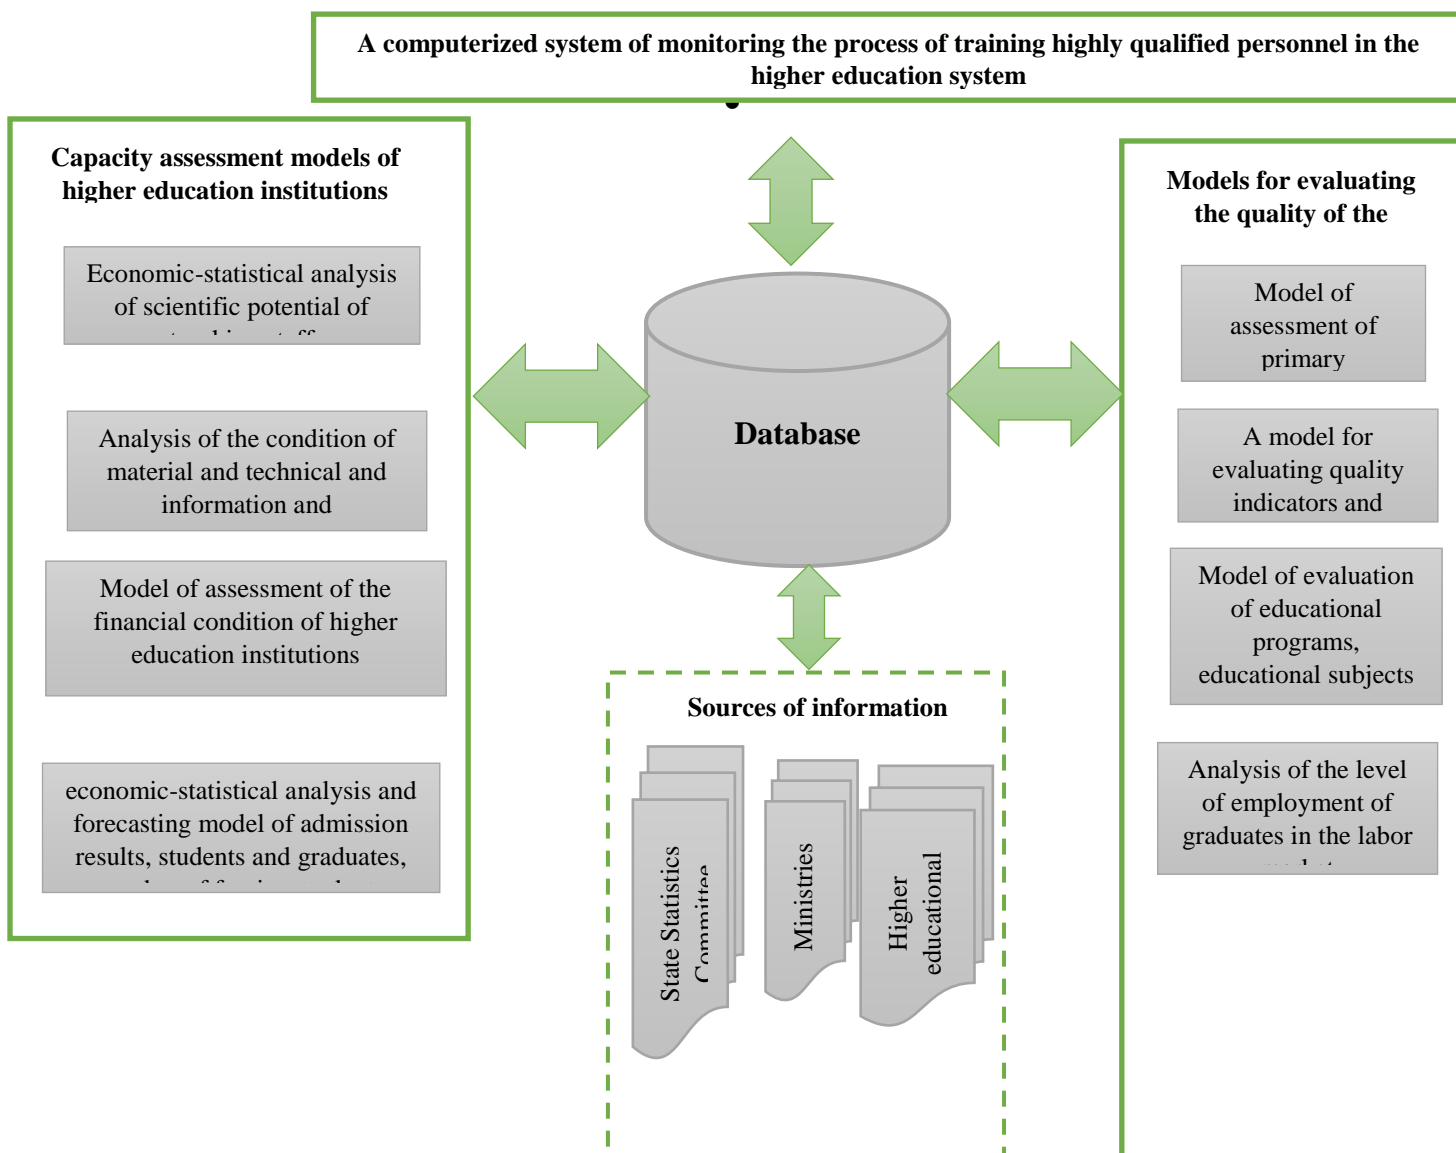 A computerized system of monitoring the process of training highly qualified personnel in the
higher education system
Capacity assessment models of
higher education institutions
Economic-statistical analysis
of scientific potential of
Analysis of the condition of
material and technical and
information and
Model of assessment of the
financial condition of higher
education institutions
economic-statistical analysis and
forecasting model of admission
results, students and graduates,
Database
Sources of information
State Statistics
Committee
Ministries
Higher
educational
Models for evaluating
the quality of the
Model of
assessment of
primary
A model for
evaluating quality
indicators and
Model of evaluation
of educational
programs,
educational subjects
Analysis of the level
of employment of
graduates in the labor